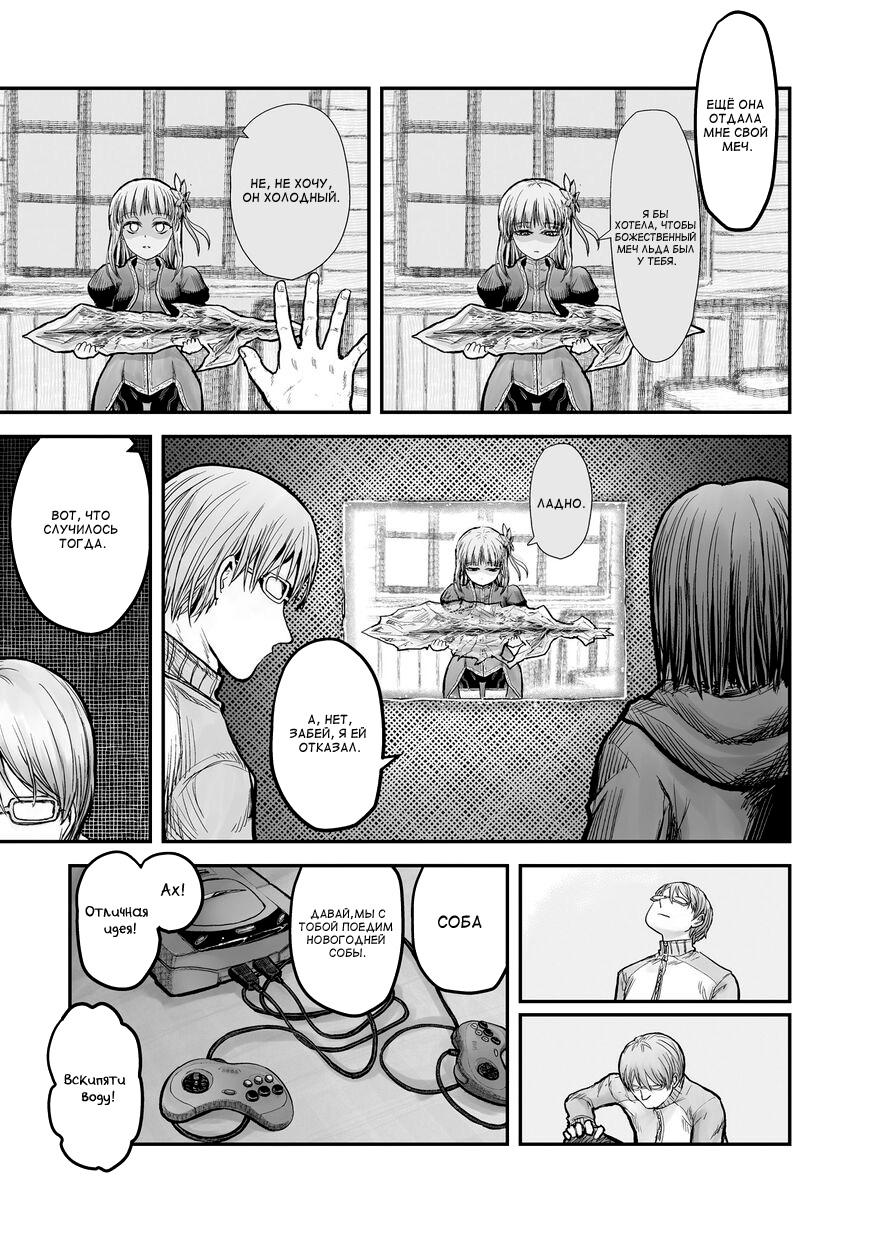 ЕЩЁ ОНА
ОТДАЛА
МНЕ СВОЙ
МЕЧ.
Я БЫ
ХОТЕЛА, ЧТОБЫ
БОЖЕСТВЕННЫЙ
МЕЧ ЛЬДА БЫЛ
У ТЕБЯ.
НЕ, НЕ ХОЧУ,
ОН ХОЛОДНЫЙ.
ЛАДНО.
А, НЕТ,
ЗАБЕЙ, Я ЕЙ
ОТКАЗАЛ.
ВОТ, ЧТО
СЛУЧИЛОСЬ
ТОГДА.
СОБА
ДАВАЙ,МЫ С
ТОБОЙ ПОЕДИМ
НОВОГОДНЕЙ
СОБЫ.
Ах!
Отличная
идея!
Вскипяти
воду!